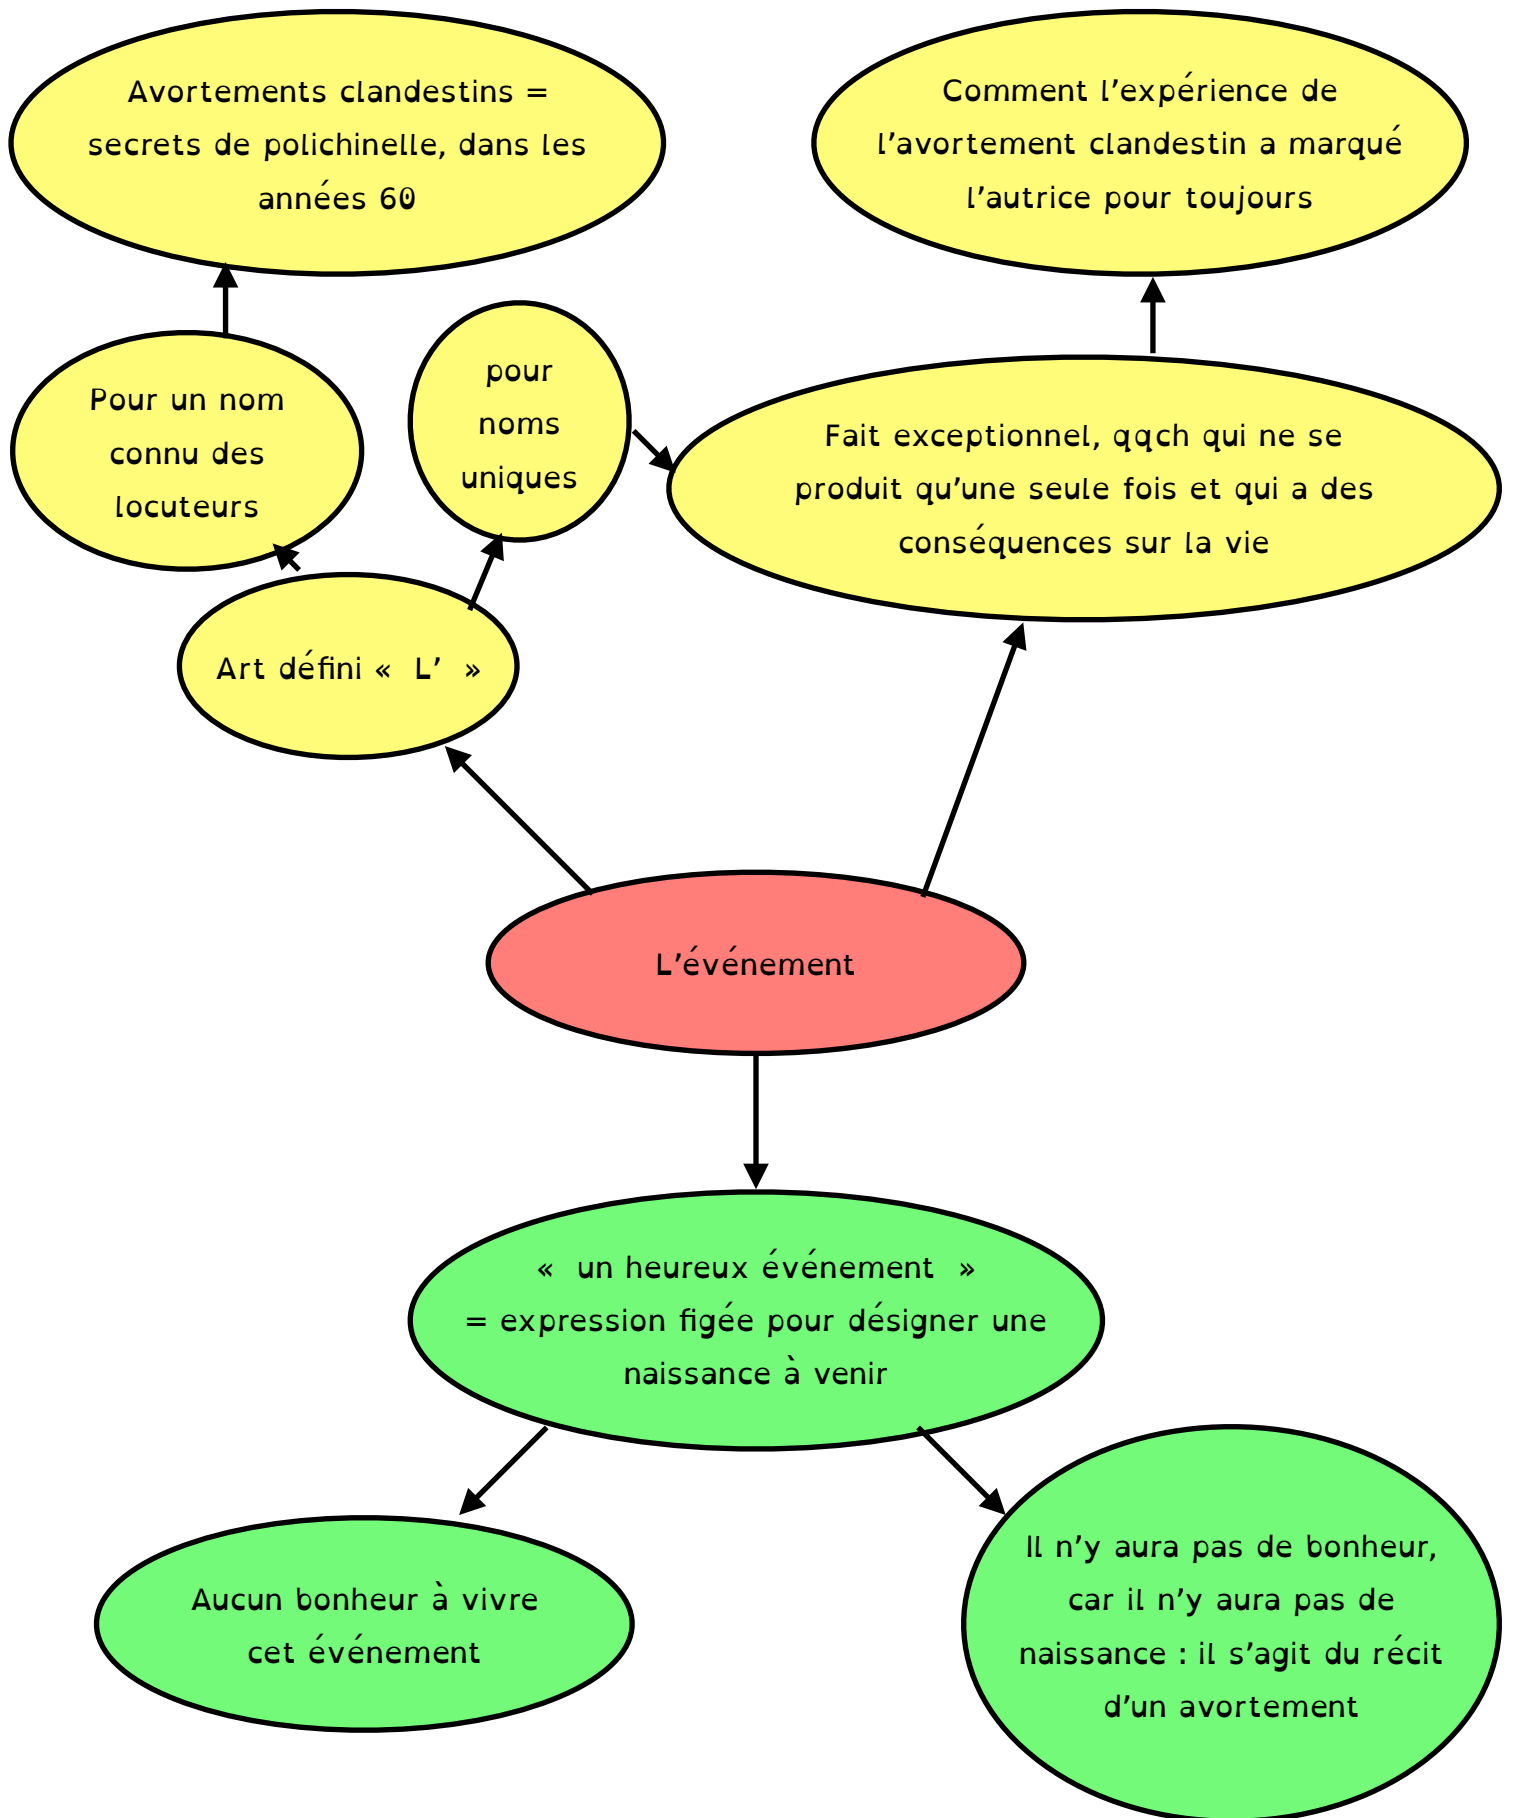 Avortements clandestins =
secrets de polichinelle, dans les
années 60
Comment l'expérience de
l'avortement clandestin a marqué
l'autrice pour toujours
Pour un nom
connu des
locuteurs
pour
noms
uniques
Fait exceptionnel, qqch qui ne se
produit qu'une seule fois et qui a des
conséquences sur la vie
Art défini « L' »
L'événement
« un heureux événement »
= expression figée pour désigner une
naissance à venir
Aucun bonheur à vivre
cet événement
Il n'y aura pas de bonheur,
car il n'y aura pas de
naissance : il s'agit du récit
d'un avortement